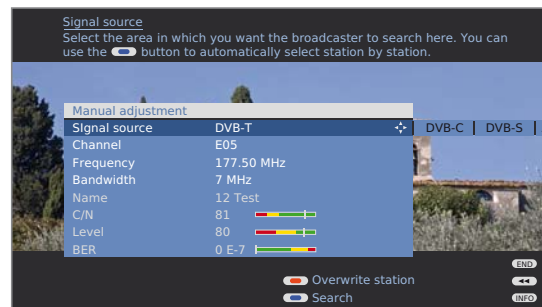 Signal source
Select the area in which you want the broadcaster to search here. You can
use the button to automatically select station by station.
Manual adjustment
SIgnal source DVB-T DVB-C DVB-S
Channel E05
Frequency 177.50 MHz
Bandwidth 7 MHz
Name 12 Test
C/N 81
Level 80
BER 0 E-7
END
Overwrite station
Search INFO